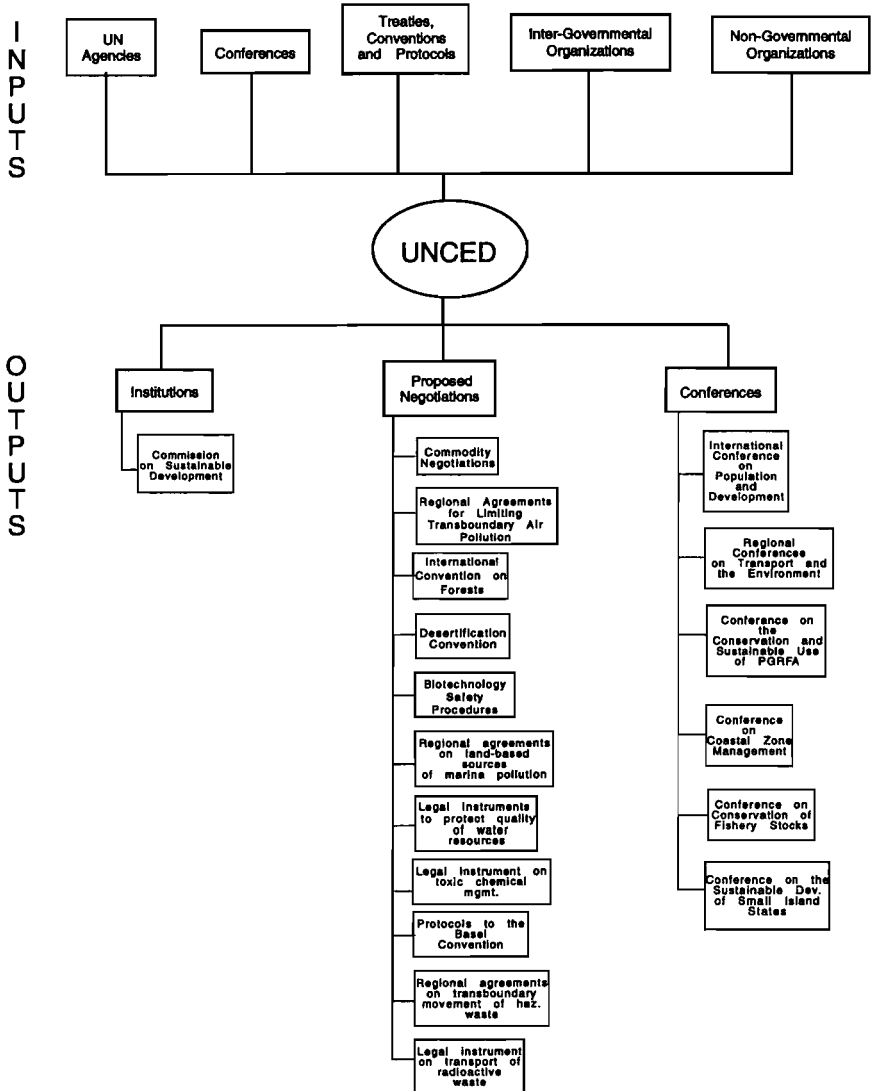 INPUTS
UN
Agencies
Conferences
Treaties,
Conventions
and Protocols
Inter-Governmental
Organizations
Non-Governmental
Organizations
UNCED
OUTPUTS
Institutions
Commission
on Sustainable
Development
Proposed
Negotiations
Commodity
Negotiations
Regional Agreements
for Limiting
Transboundary Air
Pollution
International
Convention on
Forests
Desertification
Convention
Biotechnology
Safety
Procedures
Regional agreements
on land-based
sources
of marina pollution
Legal Instruments
to protect quality
of water
resources
Legal Instrument on
toxic chemical
mgmt.
Protocols to the
Basel
Convention
Regional agreements
on transboundary
movement of haz.
waste
Legal instrument
on transport of
radioactive
waste
Conferences
International
Conference
on
Population
and
Development
Regional
Conferences
on Transport and
the Environment
Conference on
the
Conservation and
Sustainable Use
of PGRFA
Conference
on
Coastal Zone
Management
Conference on
Conservation of
Fishery Stocks
Conference on the
Sustainable Dev.
of Small Island
States